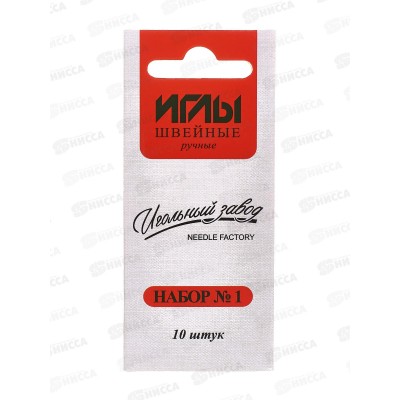 ИГЛЫ
ШВЕЙНЫЕ
ручные
Игольный завод
NEEDLE FACTORY
НАБОР № 1
10 штук